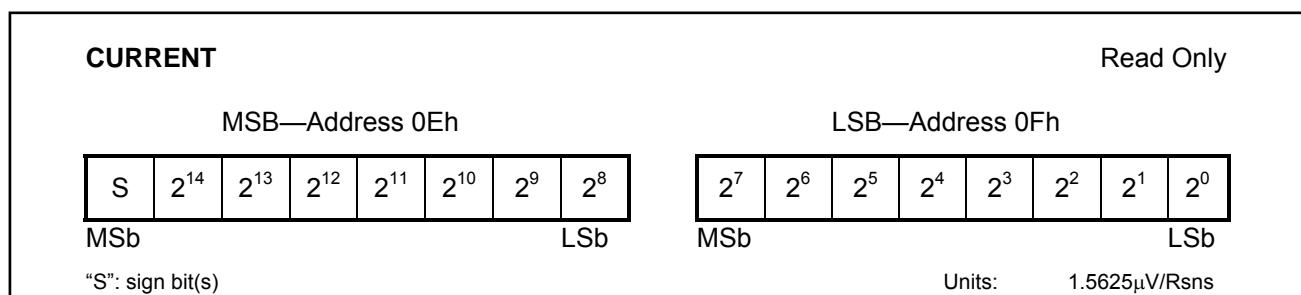 CURRENT Read Only
MSB—Address 0Eh LSB—Address 0Fh
S 2^14 2^13 2^12 2^11 2^10 2^9 2^8 2^7 2^6 2^5 2^4 2^3 2^2 2^1 2^0
MSb LSb MSb LSb
“S”: sign bit(s) Units: 1.5625μV/Rsns